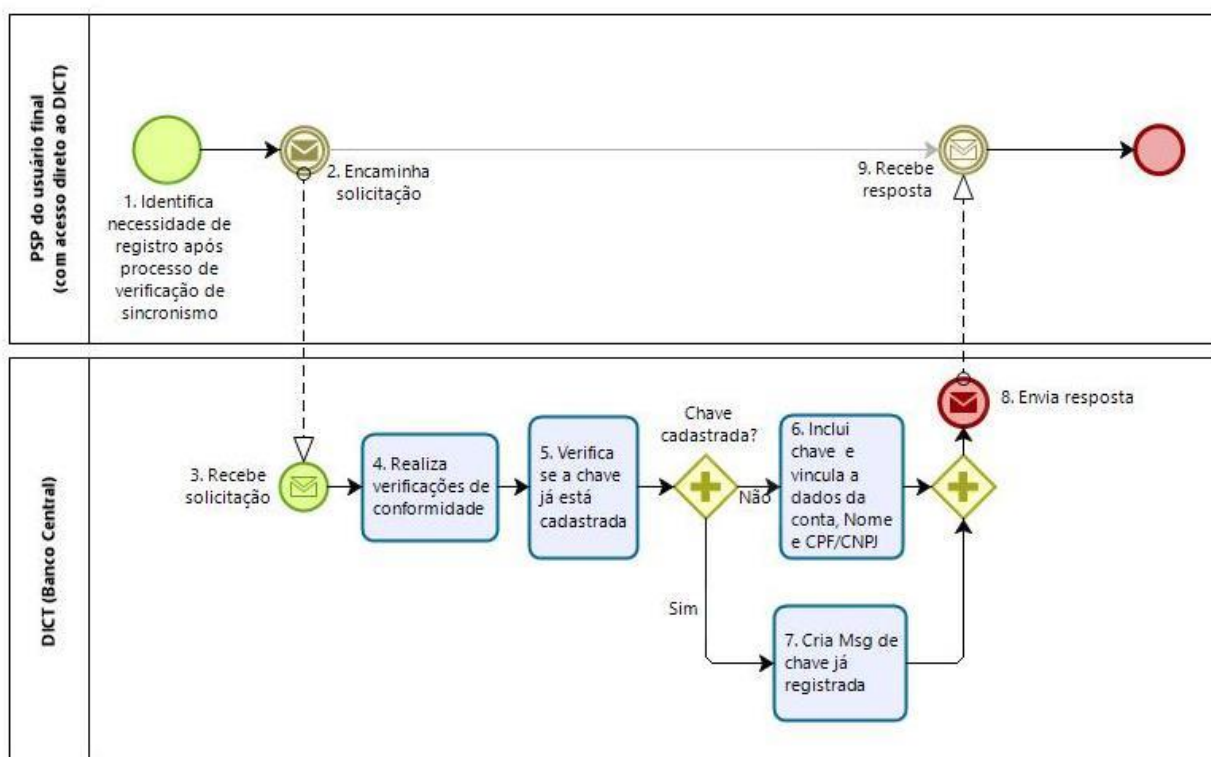 PSP do usuário final
(com acesso direto ao DICT)
1. Identifica
necessidade de
registro após
processo de
verificação de
sincronismo
2. Encaminha
solicitação
9. Recebe
resposta
DICT (Banco Central)
3. Recebe
solicitação
4. Realiza
verificações de
conformidade
5. Verifica
se a chave
já está
cadastrada
Chave
cadastrada?
Não
Sim
6. Inclui
chave e
vincula a
dados da
conta, Nome
e CPF/CNPJ
7. Cria Msg de
chave já
registrada
8. Envia resposta